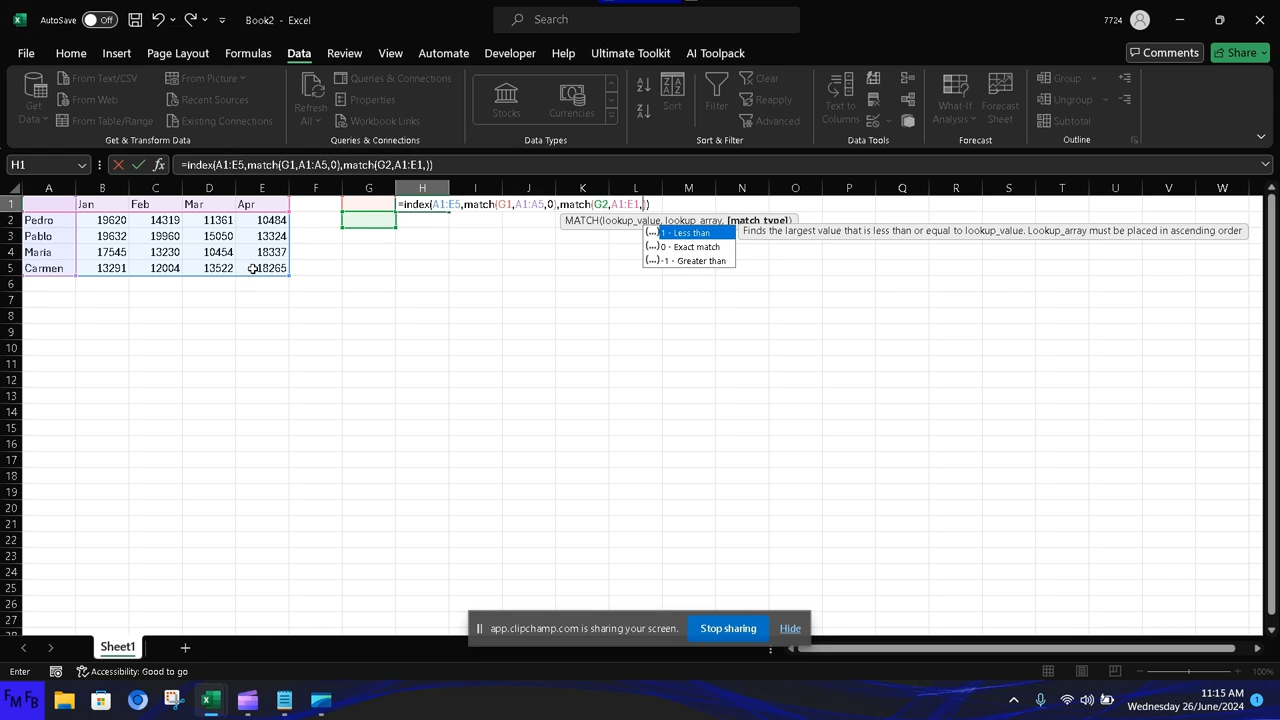 AutoSave Off Book2 - Excel Search 7724
File Home Insert Page Layout Formulas Data Review View Automate Developer Help Ultimate Toolkit AI Toolpack Comments Share
Get Data
From Text/CSV
From Web
From Table/Range
From Picture
Recent Sources
Existing Connections
Get & Transform Data
Refresh All
Queries & Connections
Properties
Workbook Links
Queries & Connections
Stocks
Currencies
Data Types
Sort
Filter
Clear
Reapply
Advanced
Sort & Filter
Text to Columns
Data Tools
What-If Analysis
Forecast Sheet
Forecast
Group
Ungroup
Subtotal
Outline
H1 fx =index(A1:E5,match(G1,A1:A5,0),match(G2,A1:E1,))
A B C D E F G H I J K L M N O P Q R S T U V W
1 Jan Feb Mar Apr =index(A1:E5,match(G1,A1:A5,0),match(G2,A1:E1,))
2 Pedro 19620 14319 11361 10484
3 Pablo 19632 19960 15050 13324
4 Maria 17545 13230 10454 18337
5 Carmen 13291 12004 13522 18265
MATCH(lookup_value, lookup_array, [match_type])
(...) 1 - Less than
(...) 0 - Exact match
(...) -1 - Greater than
Finds the largest value that is less than or equal to lookup_value. Lookup_array must be placed in ascending order
6
7
8
9
10
11
12
13
14
15
16
17
18
19
20
21
22
23
24
25
26
27
28
app.clipchamp.com is sharing your screen. Stop sharing Hide
Sheet1
Enter Accessibility: Good to go 100%
FM FB
11:15 AM
Wednesday 26/June/2024
1